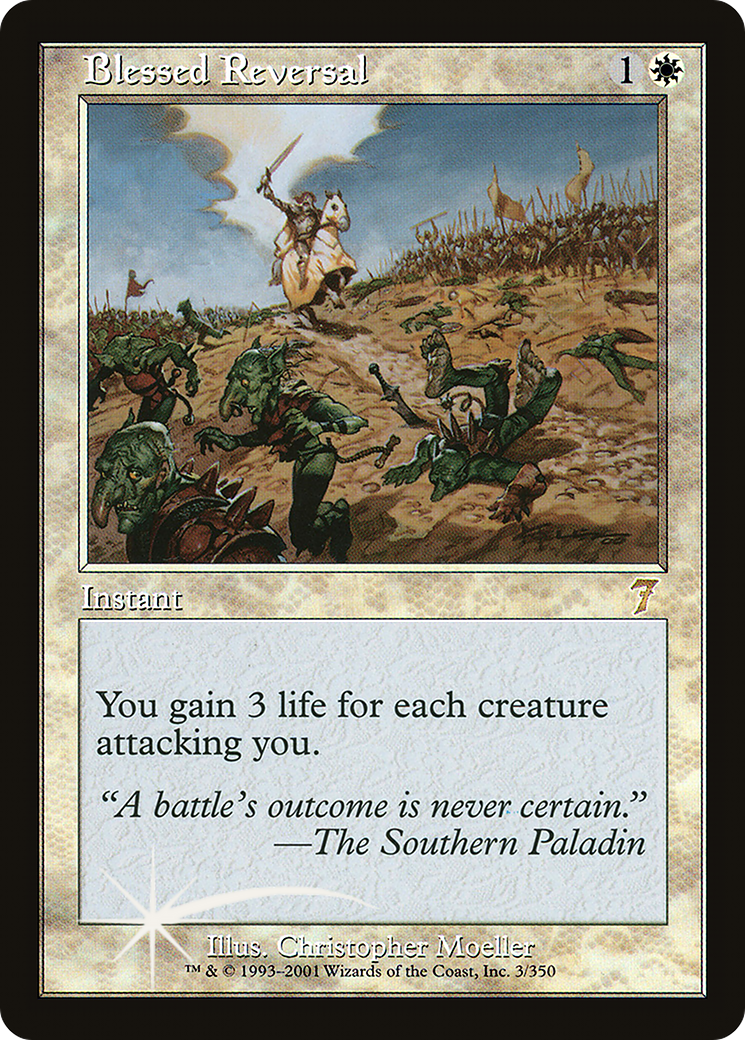 Blessed Reversal 1
Instant 7
You gain 3 life for each creature
attacking you.
“A battle’s outcome is never certain.”
—The Southern Paladin
Illus. Christopher Moeller
™ & © 1993–2001 Wizards of the Coast, Inc. 3/350